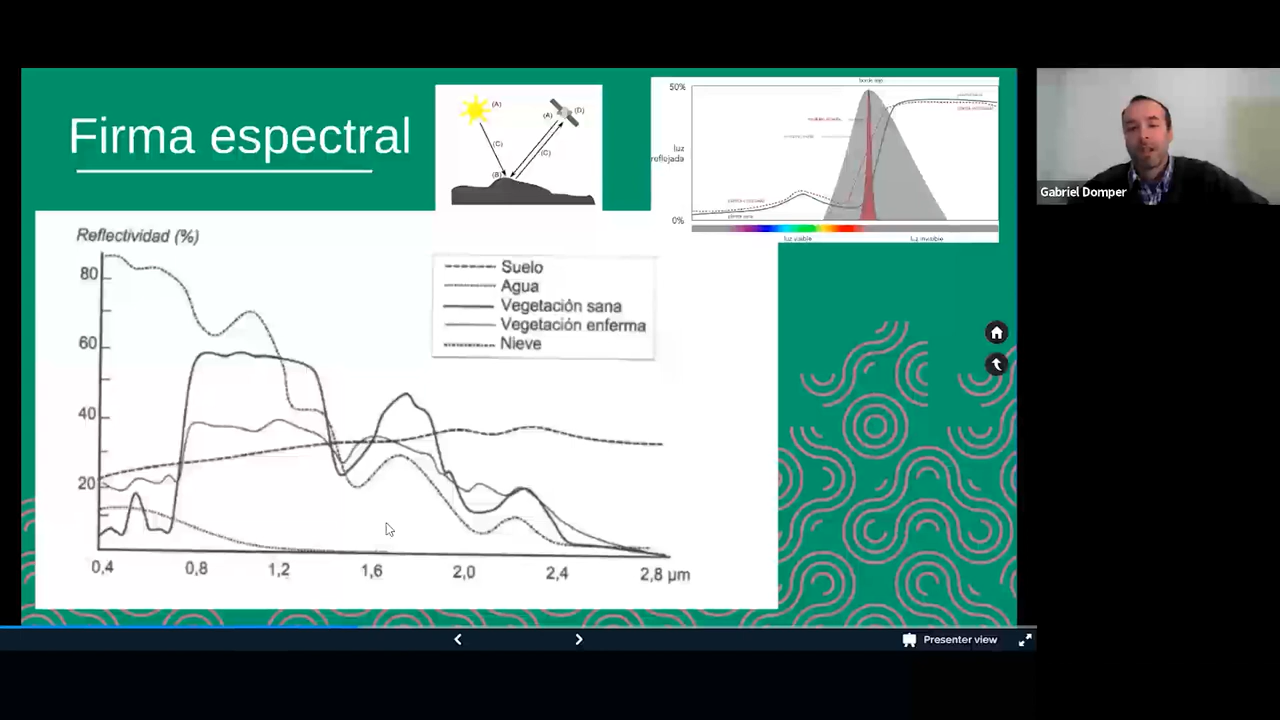 Firma espectral
(A)
(D)
(A)
(C)
(C)
(B)
50%
luz
reflejada
0%
luz visible
luz invisible
Gabriel Domper
Reflectividad (%)
80
60
40
20
0,4
0,8
1,2
1,6
2,0
2,4
2,8 µm
Suelo
Agua
Vegetación sana
Vegetación enferma
Nieve
Presenter view